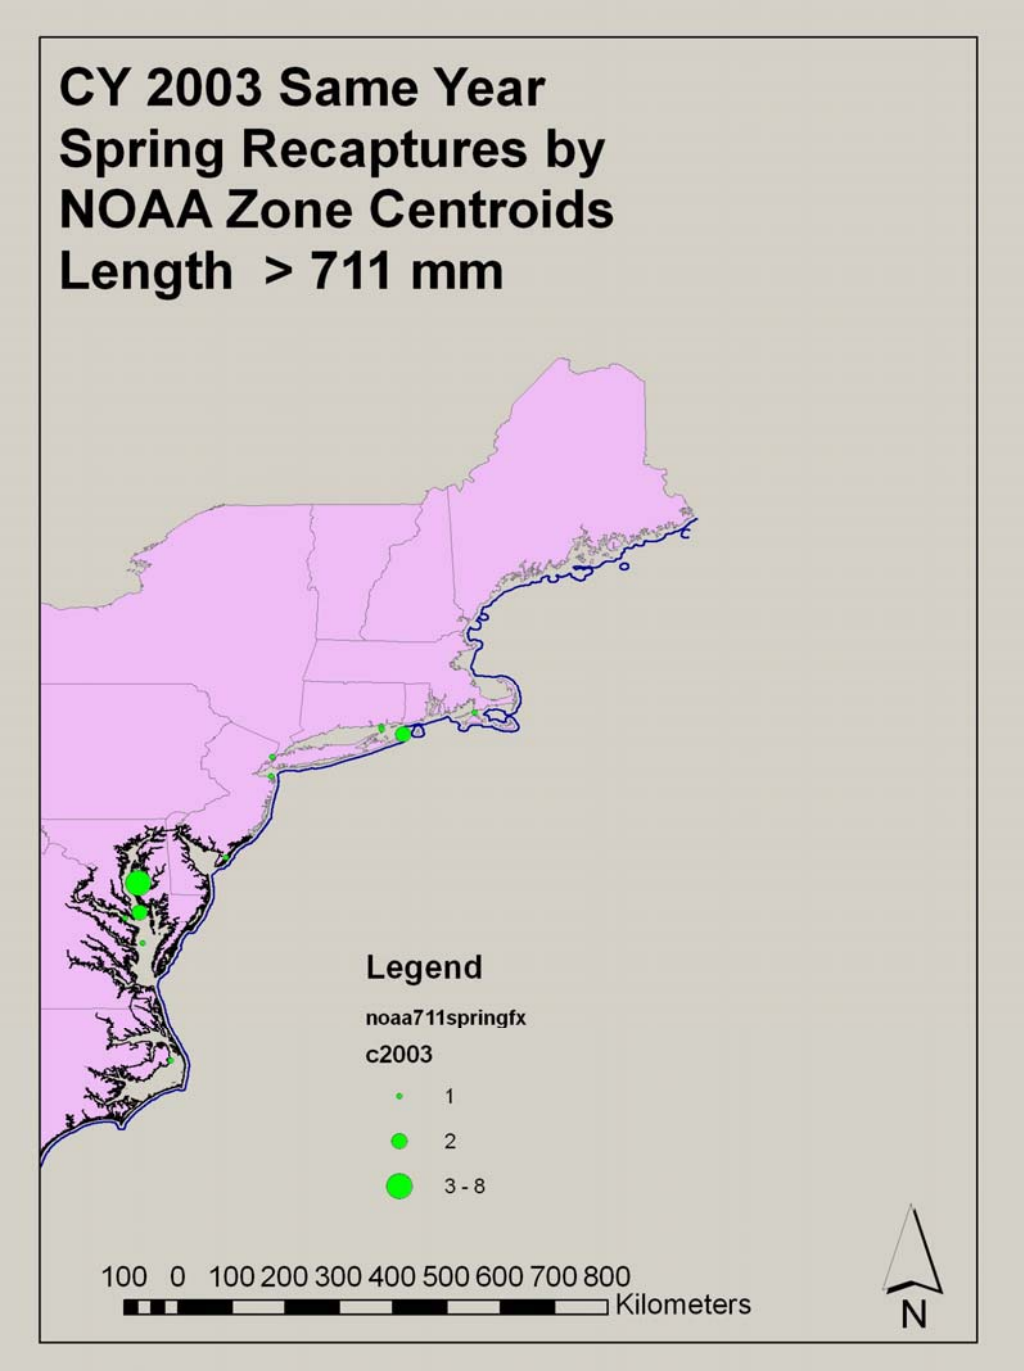 CY 2003 Same Year
Spring Recaptures by
NOAA Zone Centroids
Length > 711 mm
Legend
noaa711springfx
c2003
1
2
3 - 8
100 0 100 200 300 400 500 600 700 800
Kilometers
N